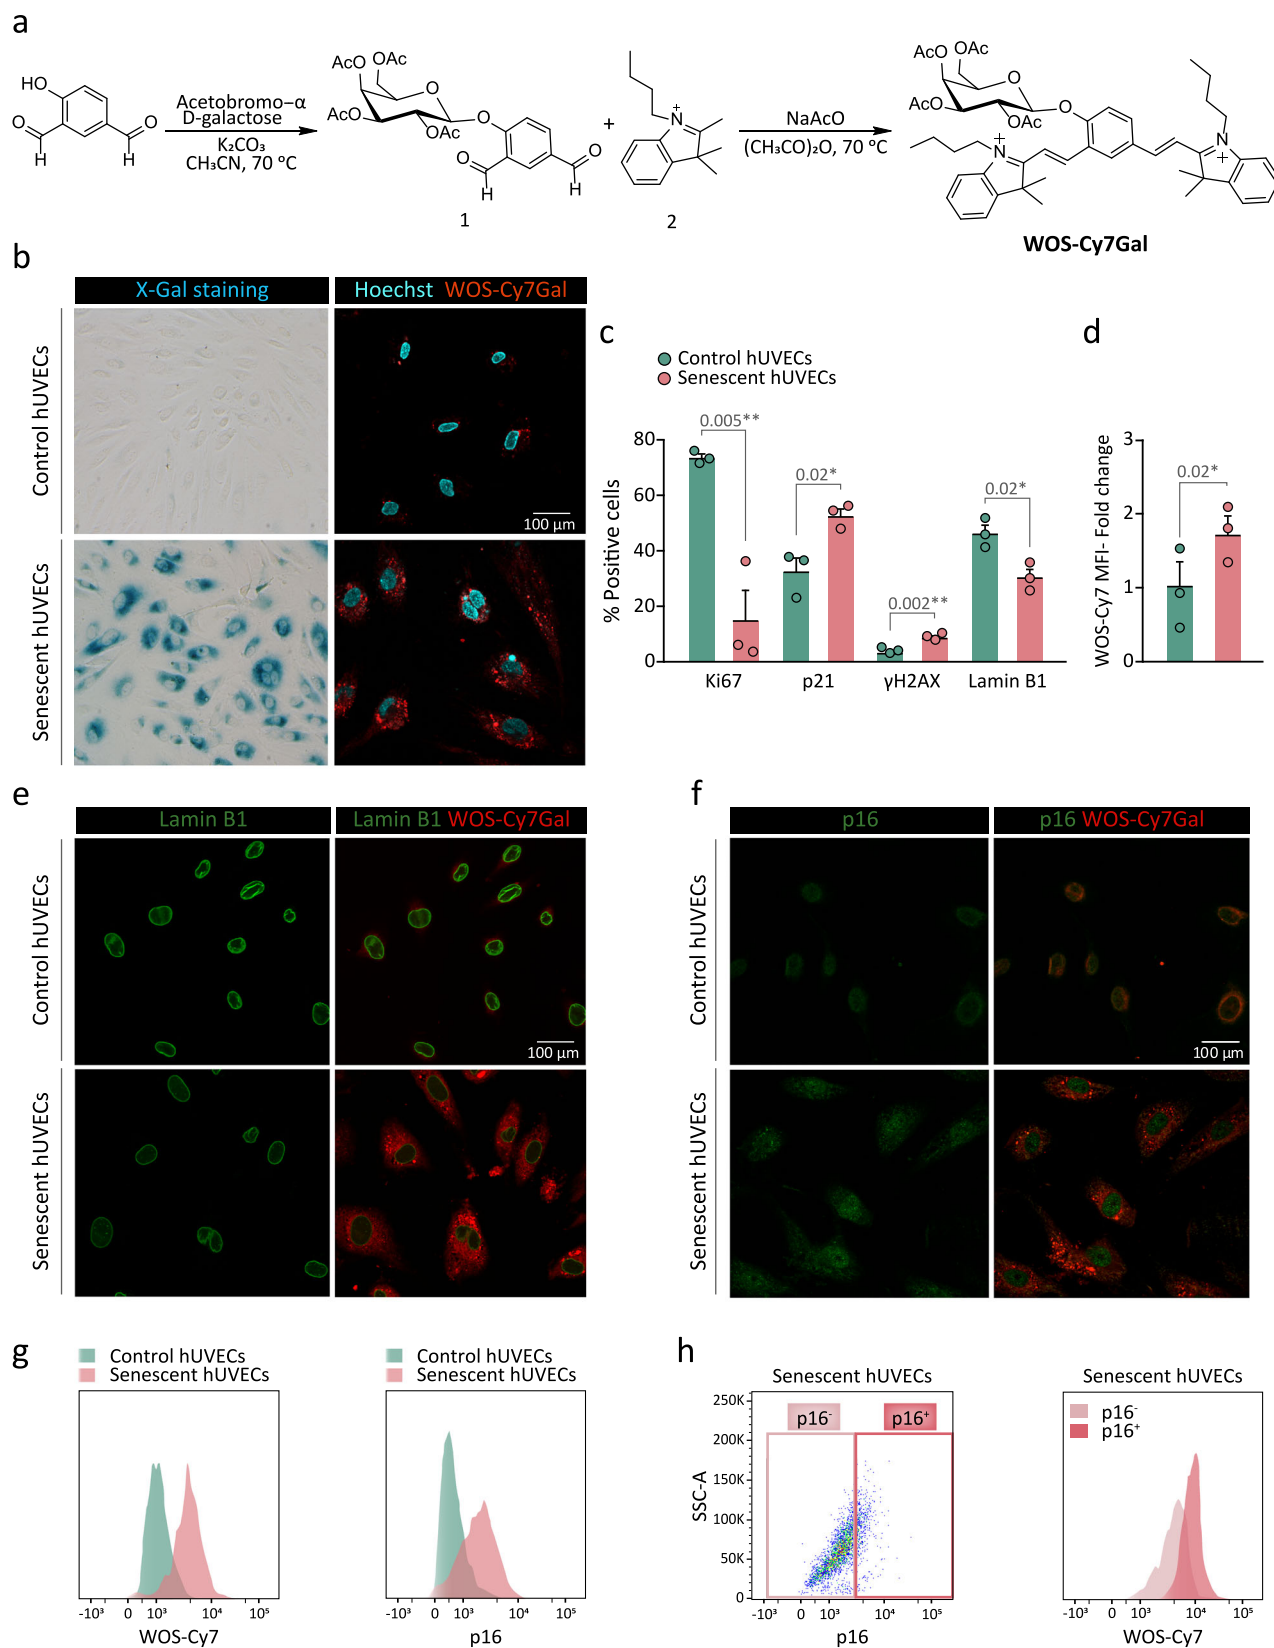 a
HO
O
H
O
H
Acetobromo–α
D-galactose
K₂CO₃
CH₃CN, 70 ºC
AcO
OAc
O
AcO
OAc
O
O
H
O
H
1
+
N
+
2
NaAcO
(CH₃CO)₂O, 70 ºC
AcO
OAc
O
AcO
OAc
O
N
+
N
+
WOS-Cy7Gal
b
X-Gal staining
Hoechst WOS-Cy7Gal
Control hUVECs
100 µm
Senescent hUVECs
c
Control hUVECs
Senescent hUVECs
% Positive cells
80
60
40
20
0
0.005**
0.02*
0.002**
0.02*
Ki67
p21
γH2AX
Lamin B1
d
WOS-Cy7 MFI- Fold change
3
2
1
0
0.02*
e
Lamin B1
Lamin B1 WOS-Cy7Gal
Control hUVECs
100 µm
Senescent hUVECs
f
p16
p16 WOS-Cy7Gal
Control hUVECs
100 µm
Senescent hUVECs
g
Control hUVECs
Senescent hUVECs
-10³ 0 10³ 10⁴ 10⁵
WOS-Cy7
Control hUVECs
Senescent hUVECs
-10³ 0 10³ 10⁴ 10⁵
p16
h
Senescent hUVECs
SSC-A
250K
200K
150K
100K
50K
0
p16⁻
p16⁺
-10³ 0 10³ 10⁴ 10⁵
p16
Senescent hUVECs
p16⁻
p16⁺
-10³ 0 10³ 10⁴ 10⁵
WOS-Cy7